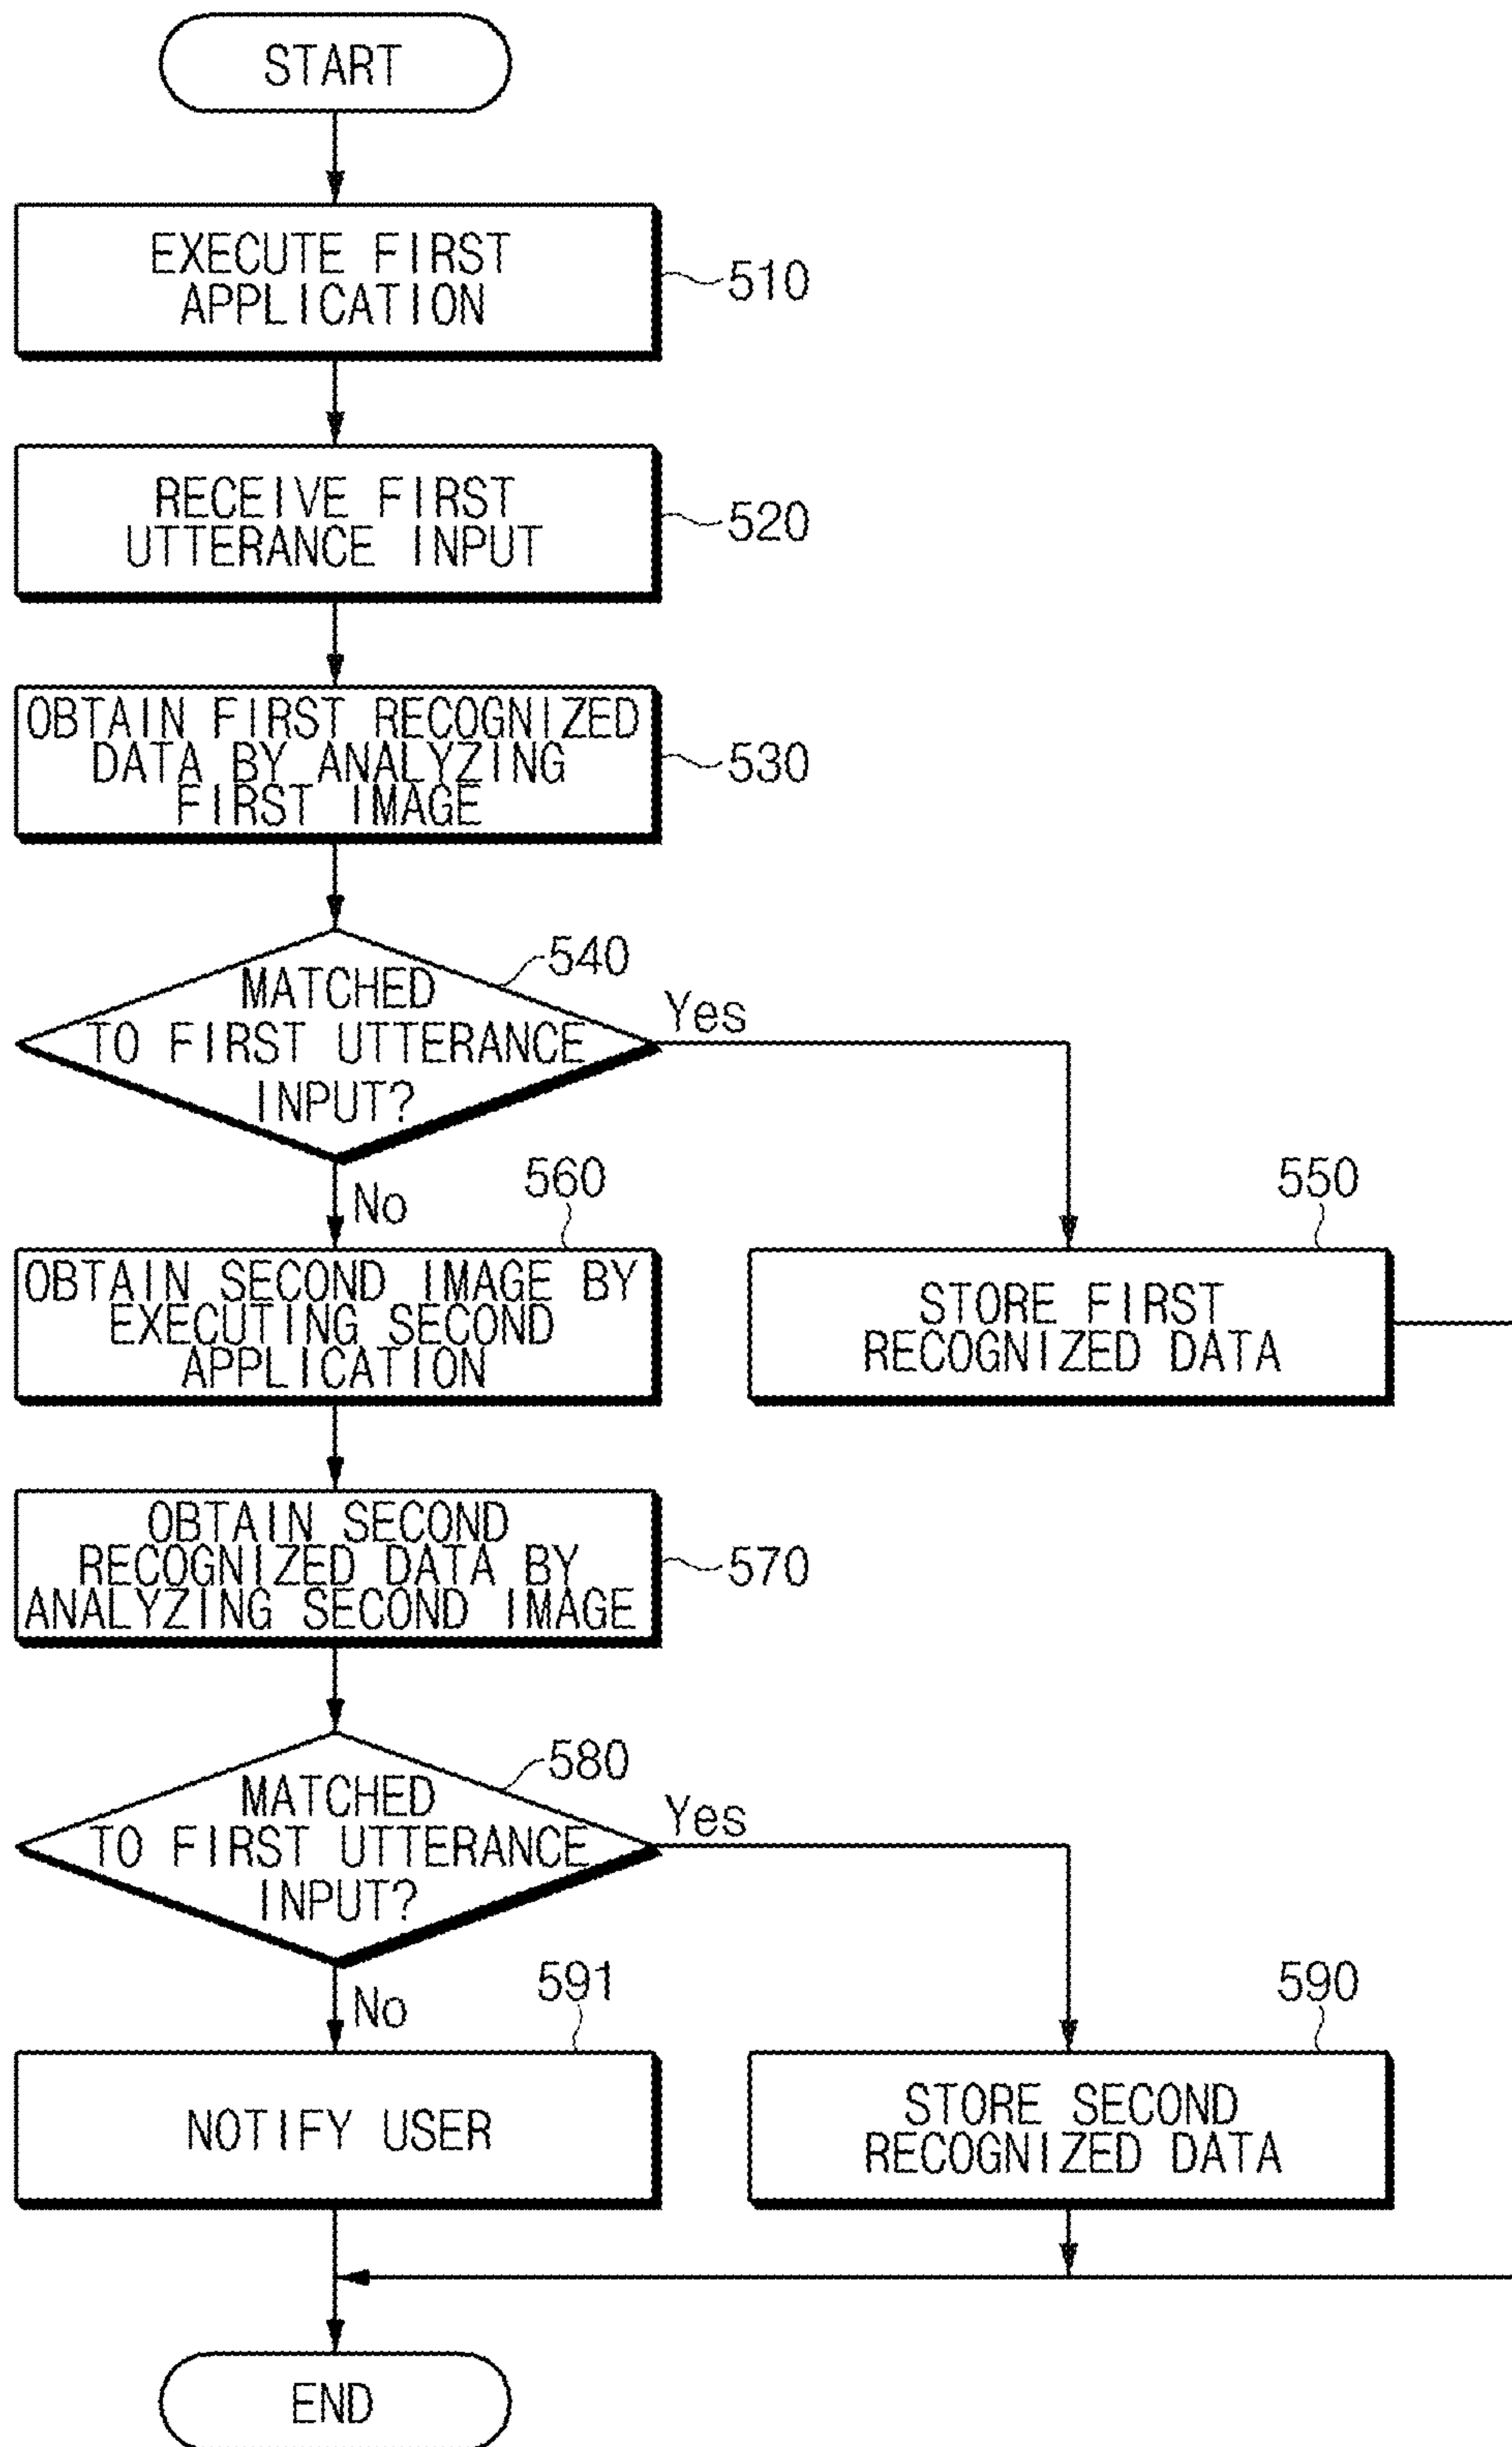 START
EXECUTE FIRST
APPLICATION
510
RECEIVE FIRST
UTTERANCE INPUT
520
OBTAIN FIRST RECOGNIZED
DATA BY ANALYZING
FIRST IMAGE
530
540
MATCHED
TO FIRST UTTERANCE
INPUT?
Yes
No
560
OBTAIN SECOND IMAGE BY
EXECUTING SECOND
APPLICATION
550
STORE FIRST
RECOGNIZED DATA
OBTAIN SECOND
RECOGNIZED DATA BY
ANALYZING SECOND IMAGE
570
580
MATCHED
TO FIRST UTTERANCE
INPUT?
Yes
No
591
NOTIFY USER
590
STORE SECOND
RECOGNIZED DATA
END